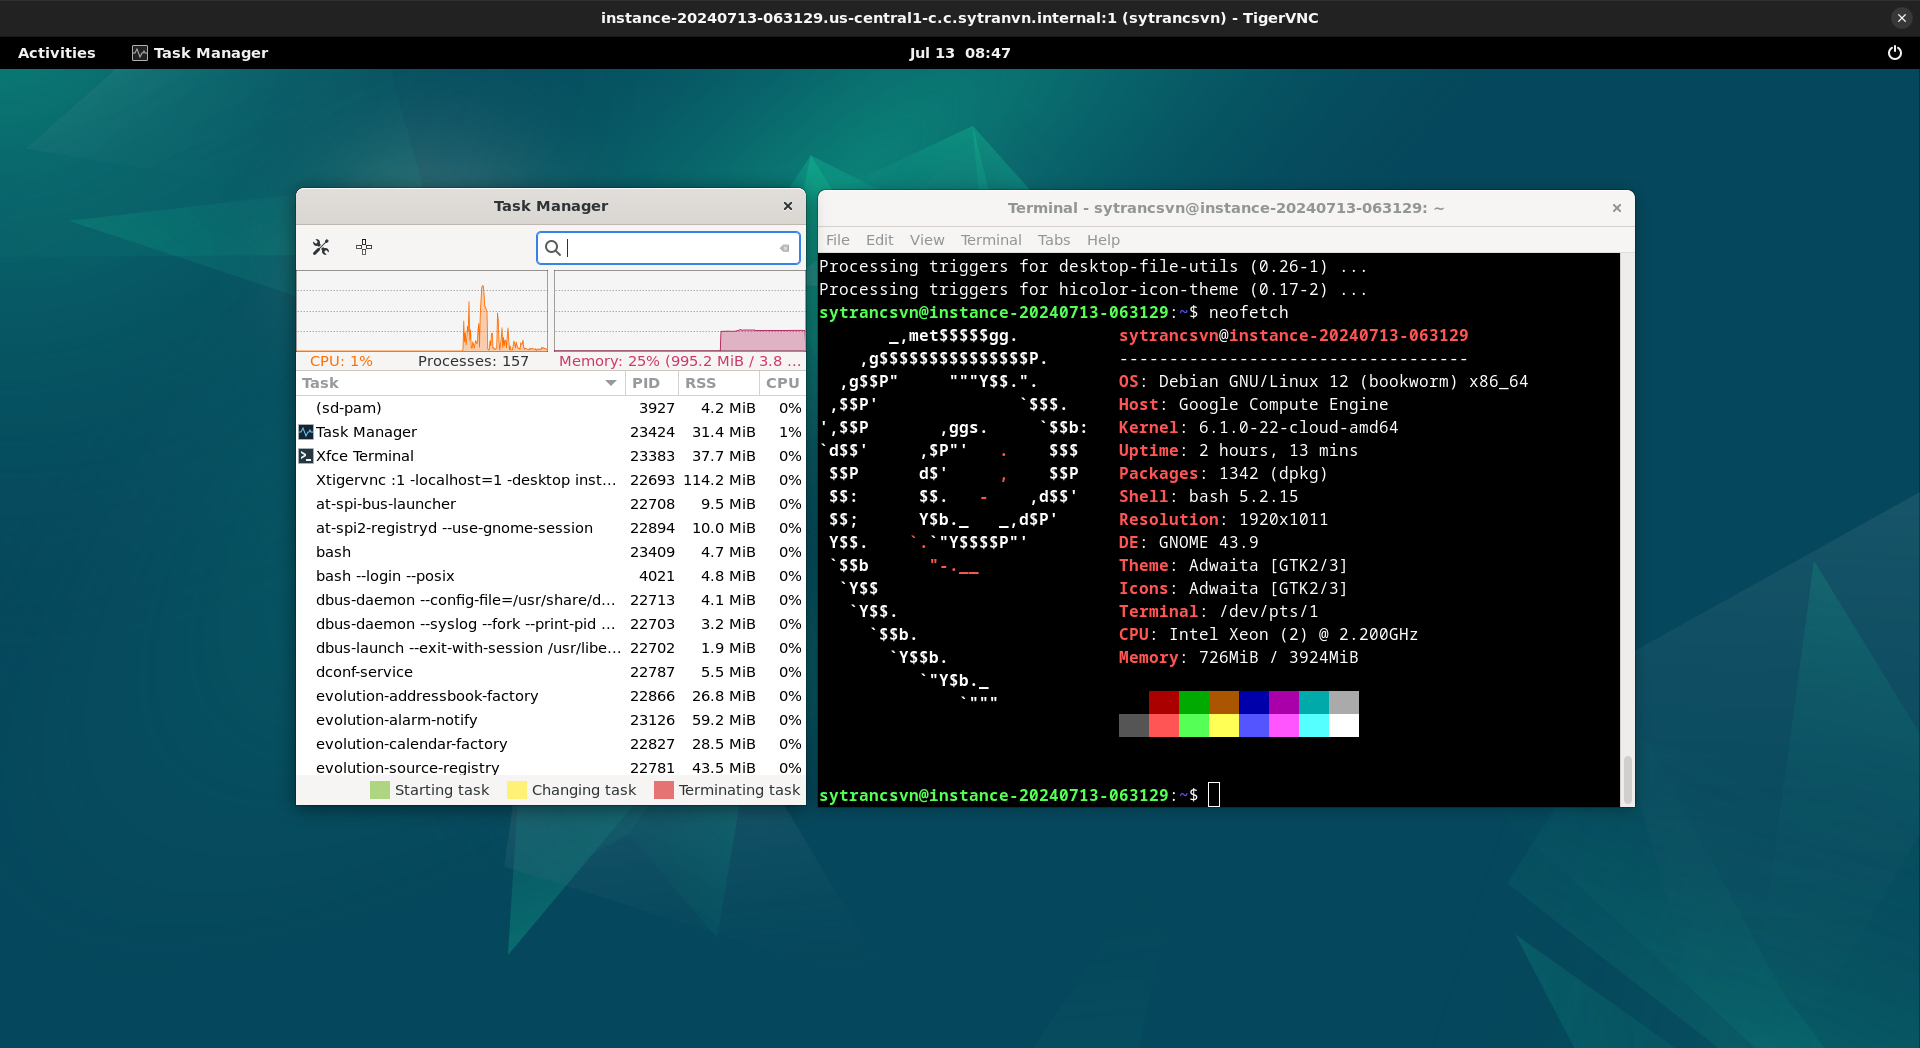 instance-20240713-063129.us-central1-c.c.sytranvn.internal:1 (sytrancsvn) - TigerVNC
Activities Task Manager Jul 13 08:47
Task Manager
CPU: 1% Processes: 157 Memory: 25% (995.2 MiB / 3.8 ...
Task PID RSS CPU
(sd-pam) 3927 4.2 MiB 0%
Task Manager 23424 31.4 MiB 1%
Xfce Terminal 23383 37.7 MiB 0%
Xtigervnc :1 -localhost=1 -desktop inst... 22693 114.2 MiB 0%
at-spi-bus-launcher 22708 9.5 MiB 0%
at-spi2-registryd --use-gnome-session 22894 10.0 MiB 0%
bash 23409 4.7 MiB 0%
bash --login --posix 4021 4.8 MiB 0%
dbus-daemon --config-file=/usr/share/d... 22713 4.1 MiB 0%
dbus-daemon --syslog --fork --print-pid ... 22703 3.2 MiB 0%
dbus-launch --exit-with-session /usr/libe... 22702 1.9 MiB 0%
dconf-service 22787 5.5 MiB 0%
evolution-addressbook-factory 22866 26.8 MiB 0%
evolution-alarm-notify 23126 59.2 MiB 0%
evolution-calendar-factory 22827 28.5 MiB 0%
evolution-source-registry 22781 43.5 MiB 0%
Starting task Changing task Terminating task
Terminal - sytrancsvn@instance-20240713-063129: ~
File Edit View Terminal Tabs Help
Processing triggers for desktop-file-utils (0.26-1) ...
Processing triggers for hicolor-icon-theme (0.17-2) ...
sytrancsvn@instance-20240713-063129:~$ neofetch
       _,met$$$$$gg.          sytrancsvn@instance-20240713-063129
    ,g$$$$$$$$$$$$$$$P.       -----------------------------------
  ,g$$P"     """Y$$.".        OS: Debian GNU/Linux 12 (bookworm) x86_64
 ,$$P'              `$$$.     Host: Google Compute Engine
',$$P       ,ggs.     `$$b:   Kernel: 6.1.0-22-cloud-amd64
`d$$'     ,$P"'   .    $$$    Uptime: 2 hours, 13 mins
 $$P      d$'     ,    $$P    Packages: 1342 (dpkg)
 $$:      $$.   -    ,d$$'    Shell: bash 5.2.15
 $$;      Y$b._   _,d$P'      Resolution: 1920x1011
 Y$$.    `.`"Y$$$$P"'         DE: GNOME 43.9
 `$$b      "-.__              Theme: Adwaita [GTK2/3]
  `Y$$                        Icons: Adwaita [GTK2/3]
   `Y$$.                      Terminal: /dev/pts/1
     `$$b.                    CPU: Intel Xeon (2) @ 2.200GHz
       `Y$$b.                 Memory: 726MiB / 3924MiB
          `"Y$b._
              `"""
sytrancsvn@instance-20240713-063129:~$